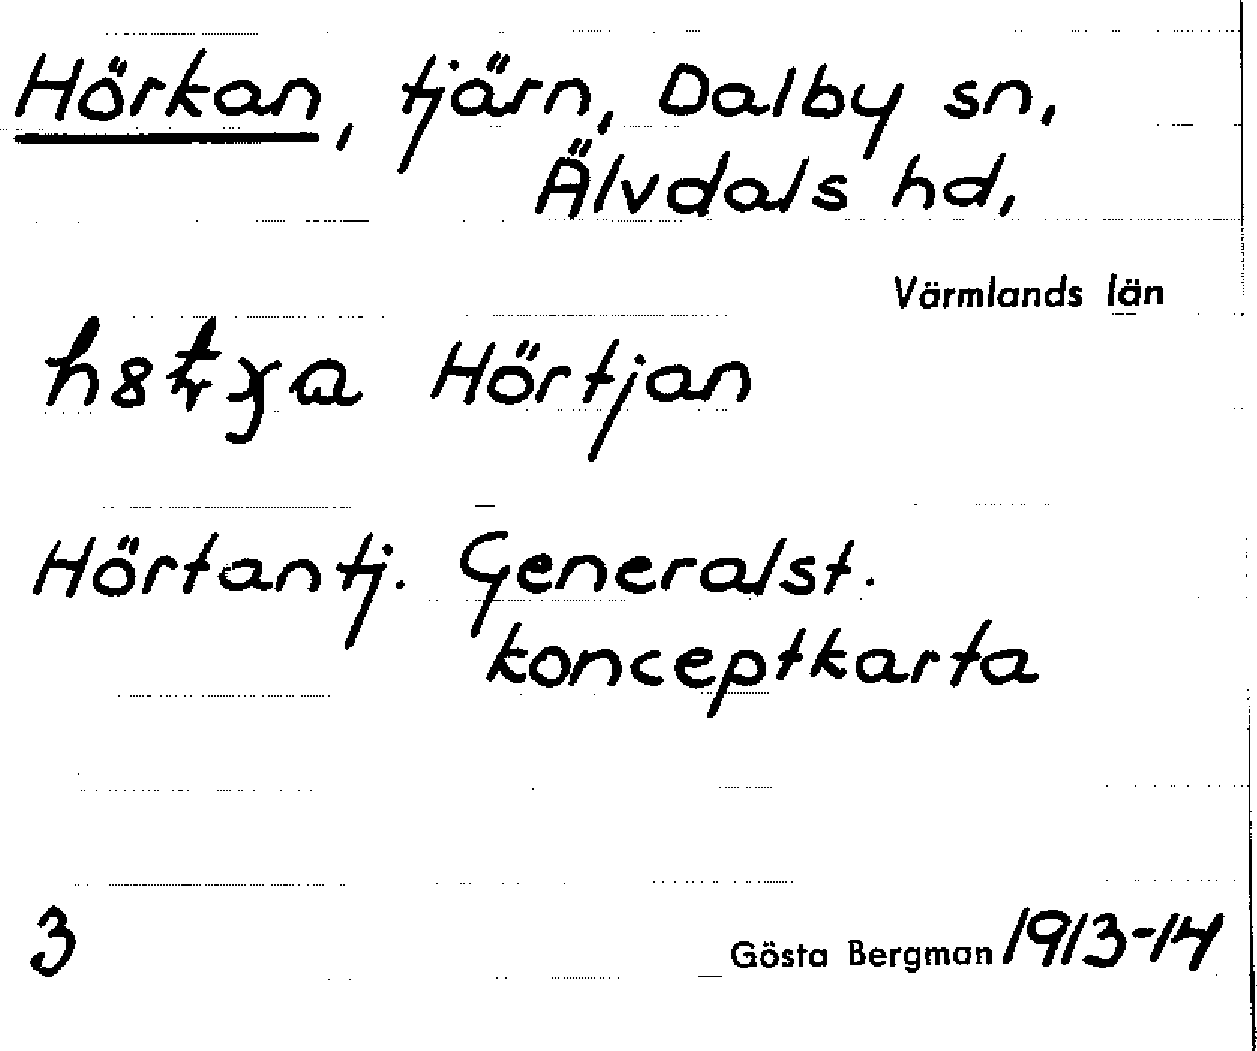 Hörkan, tjärn, Dalby sn,
Älvdals hd,
Värmlands län
Hörtjan
Hörtantj. Generalst.
konceptkarta
3
Gösta Bergman 1913-14